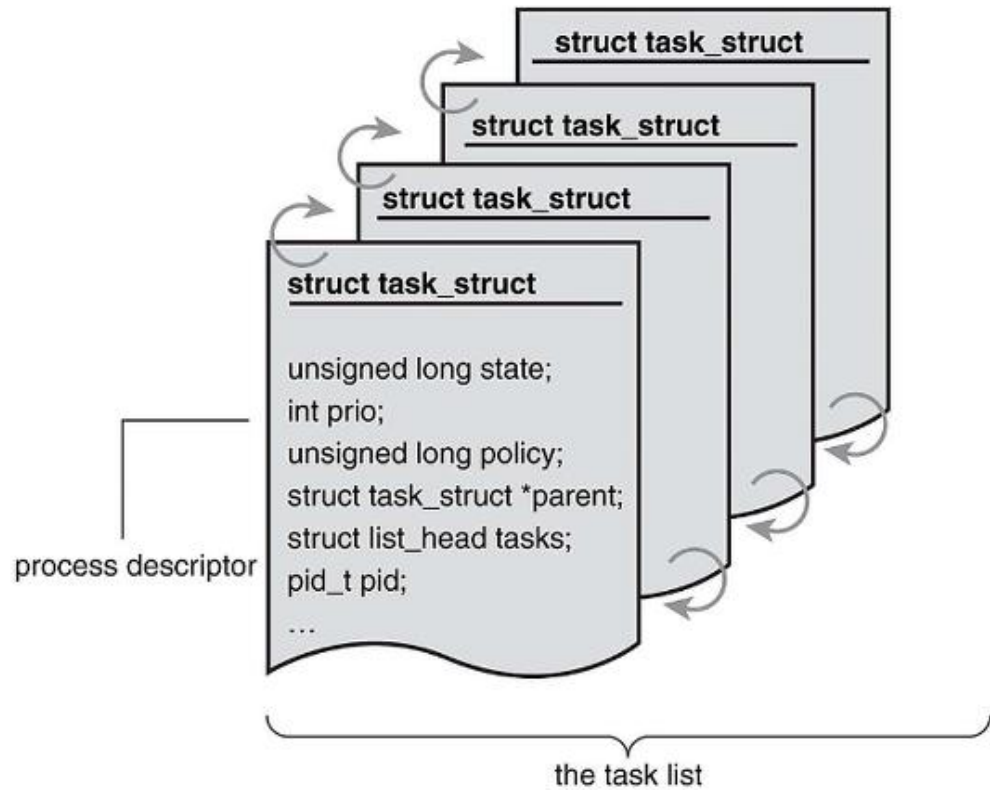 struct task_struct
struct task_struct
struct task_struct
struct task_struct
unsigned long state;
int prio;
unsigned long policy;
struct task_struct *parent;
struct list_head tasks;
pid_t pid;
...
process descriptor
the task list